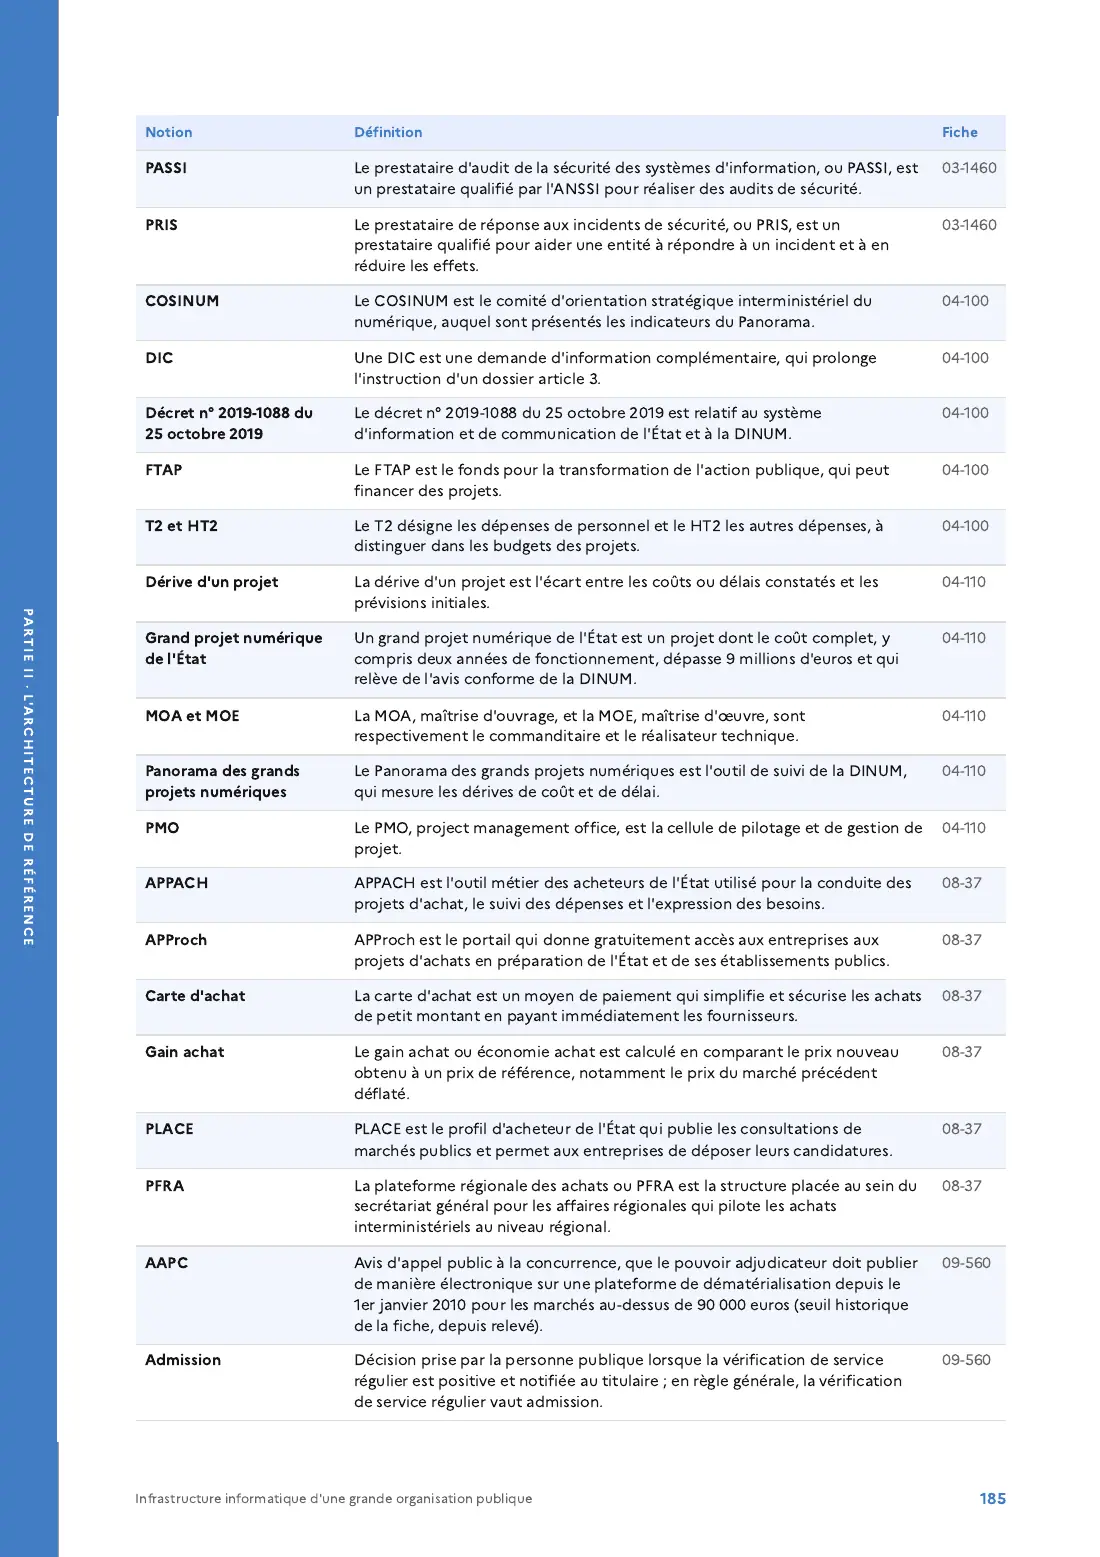 Notion Définition Fiche
PASSI Le prestataire d'audit de la sécurité des systèmes d'information, ou PASSI, est 03-1460
un prestataire qualifié par l'ANSSI pour réaliser des audits de sécurité.
PRIS Le prestataire de réponse aux incidents de sécurité, ou PRIS, est un 03-1460
prestataire qualifié pour aider une entité à répondre à un incident et à en
réduire les effets.
COSINUM Le COSINUM est le comité d'orientation stratégique interministériel du 04-100
numérique, auquel sont présentés les indicateurs du Panorama.
DIC Une DIC est une demande d'information complémentaire, qui prolonge 04-100
l'instruction d'un dossier article 3.
Décret n° 2019-1088 du Le décret n° 2019-1088 du 25 octobre 2019 est relatif au système 04-100
25 octobre 2019 d'information et de communication de l'État et à la DINUM.
FTAP Le FTAP est le fonds pour la transformation de l'action publique, qui peut 04-100
financer des projets.
T2 et HT2 Le T2 désigne les dépenses de personnel et le HT2 les autres dépenses, à 04-100
distinguer dans les budgets des projets.
Dérive d'un projet La dérive d'un projet est l'écart entre les coûts ou délais constatés et les 04-110
prévisions initiales.
Grand projet numérique Un grand projet numérique de l'État est un projet dont le coût complet, y 04-110
de l'État compris deux années de fonctionnement, dépasse 9 millions d'euros et qui
relève de l'avis conforme de la DINUM.
MOA et MOE La MOA, maîtrise d'ouvrage, et la MOE, maîtrise d'œuvre, sont 04-110
respectivement le commanditaire et le réalisateur technique.
Panorama des grands Le Panorama des grands projets numériques est l'outil de suivi de la DINUM, 04-110
projets numériques qui mesure les dérives de coût et de délai.
PMO Le PMO, project management office, est la cellule de pilotage et de gestion de 04-110
projet.
APPACH APPACH est l'outil métier des acheteurs de l'État utilisé pour la conduite des 08-37
projets d'achat, le suivi des dépenses et l'expression des besoins.
APProch APProch est le portail qui donne gratuitement accès aux entreprises aux 08-37
projets d'achats en préparation de l'État et de ses établissements publics.
Carte d'achat La carte d'achat est un moyen de paiement qui simplifie et sécurise les achats 08-37
de petit montant en payant immédiatement les fournisseurs.
Gain achat Le gain achat ou économie achat est calculé en comparant le prix nouveau 08-37
obtenu à un prix de référence, notamment le prix du marché précédent
déflaté.
PLACE PLACE est le profil d'acheteur de l'État qui publie les consultations de 08-37
marchés publics et permet aux entreprises de déposer leurs candidatures.
PFRA La plateforme régionale des achats ou PFRA est la structure placée au sein du 08-37
secrétariat général pour les affaires régionales qui pilote les achats
interministériels au niveau régional.
AAPC Avis d'appel public à la concurrence, que le pouvoir adjudicateur doit publier 09-560
de manière électronique sur une plateforme de dématérialisation depuis le
1er janvier 2010 pour les marchés au-dessus de 90 000 euros (seuil historique
de la fiche, depuis relevé).
Admission Décision prise par la personne publique lorsque la vérification de service 09-560
régulier est positive et notifiée au titulaire ; en règle générale, la vérification
de service régulier vaut admission.
PARTIE II · L'ARCHITECTURE DE RÉFÉRENCE
Infrastructure informatique d'une grande organisation publique 185